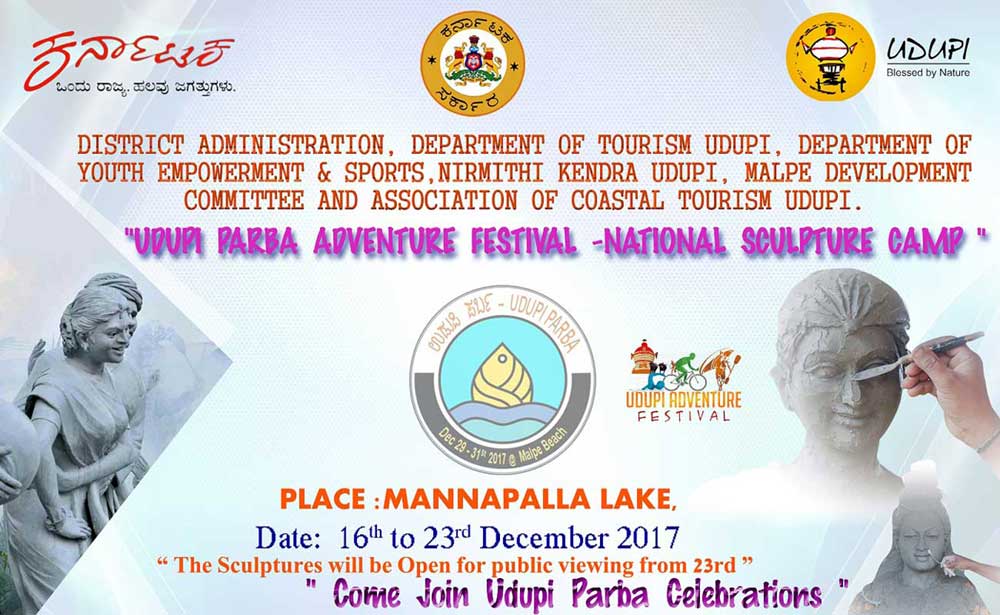 ಕರ್ನಾಟಕ
ಒಂದು ರಾಜ್ಯ. ಹಲವು ಜಗತ್ತುಗಳು.
ಕರ್ನಾಟಕ
ಸರ್ಕಾರ
UDUPI
Blessed by Nature
DISTRICT ADMINISTRATION, DEPARTMENT OF TOURISM UDUPI, DEPARTMENT OF
YOUTH EMPOWERMENT & SPORTS,NIRMITHI KENDRA UDUPI, MALPE DEVELOPMENT
COMMITTEE AND ASSOCIATION OF COASTAL TOURISM UDUPI.
"UDUPI PARBA ADVENTURE FESTIVAL -NATIONAL SCULPTURE CAMP "
ಉಡುಪಿ ಪರ್ಬ - UDUPI PARBA
Dec 29 - 31st 2017 @ Malpe Beach
UDUPI ADVENTURE
FESTIVAL
PLACE :MANNAPALLA LAKE,
Date: 16th to 23rd December 2017
“ The Sculptures will be Open for public viewing from 23rd ”
" Come Join Udupi Parba Celebrations "